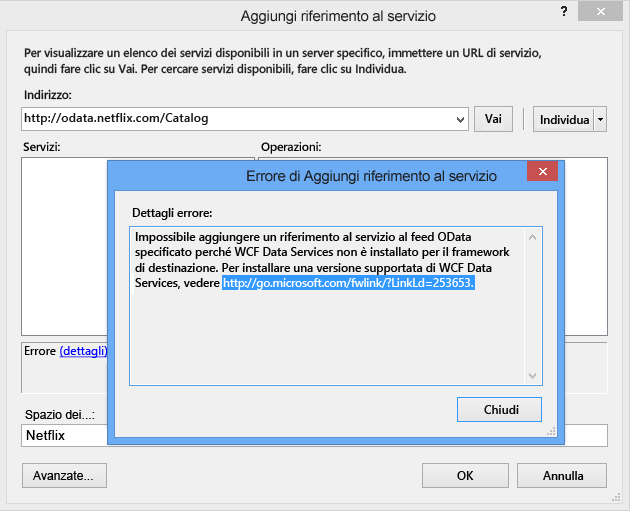 Aggiungi riferimento al servizio
?
Per visualizzare un elenco dei servizi disponibili in un server specifico, immettere un URL di servizio,
quindi fare clic su Vai. Per cercare servizi disponibili, fare clic su Individua.
Indirizzo:
http://odata.netflix.com/Catalog
Vai
Individua
Servizi:
Operazioni:
Errore di Aggiungi riferimento al servizio
Dettagli errore:
Impossibile aggiungere un riferimento al servizio al feed OData
specificato perché WCF Data Services non è installato per il framework
di destinazione. Per installare una versione supportata di WCF Data
Services, vedere http://go.microsoft.com/fwlink/?LinkLd=253653.
Errore (dettagli)
Chiudi
Spazio dei...:
Netflix
Avanzate...
OK
Annulla